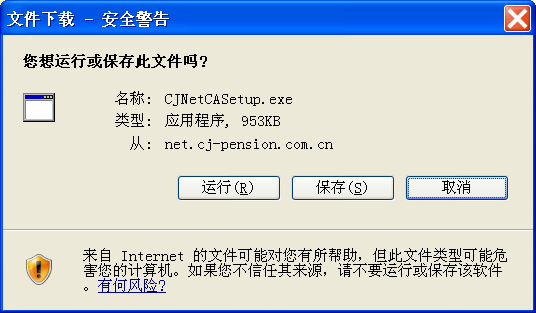 文件下载 - 安全警告
您想运行或保存此文件吗?
名称: CJNetCASetup.exe
类型: 应用程序, 953KB
从: net.cj-pension.com.cn
运行(R) 保存(S) 取消
来自 Internet 的文件可能对您有所帮助,但此文件类型可能危
害您的计算机。如果您不信任其来源,请不要运行或保存该软件
。有何风险?